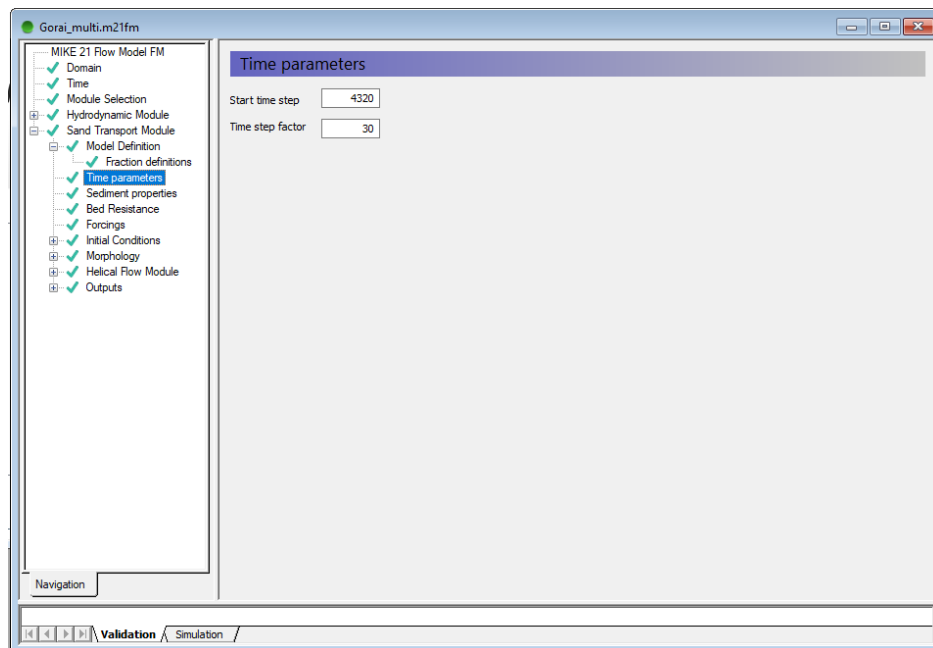 Gorai_multi.m21fm
MIKE 21 Flow Model FM
Domain
Time
Module Selection
Hydrodynamic Module
Sand Transport Module
Model Definition
Fraction definitions
Time parameters
Sediment properties
Bed Resistance
Forcings
Initial Conditions
Morphology
Helical Flow Module
Outputs
Navigation
Time parameters
Start time step 4320
Time step factor 30
Validation Simulation